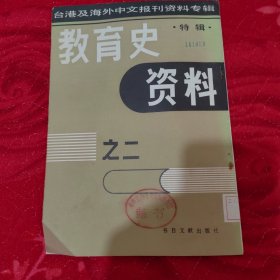 台港及海外中文报刊资料专辑
·特辑·
教育史
资料
之二
书目文献出版社